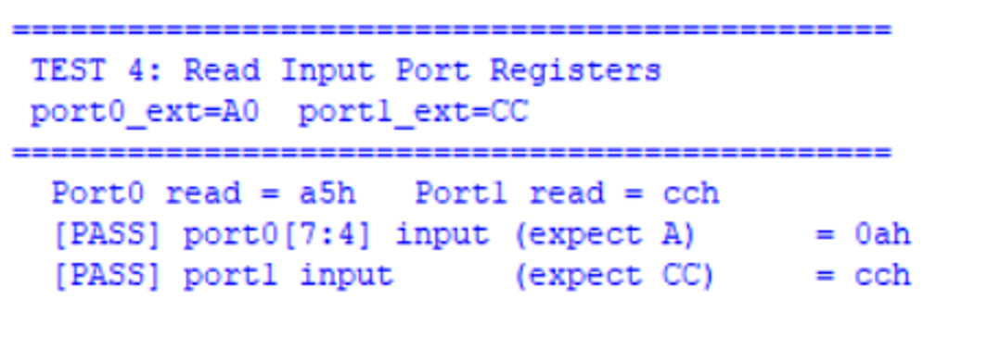 ==============================================
TEST 4: Read Input Port Registers
port0_ext=A0  port1_ext=CC
==============================================
Port0 read = a5h   Port1 read = cch
[PASS] port0[7:4] input (expect A)      = 0ah
[PASS] port1 input      (expect CC)     = cch